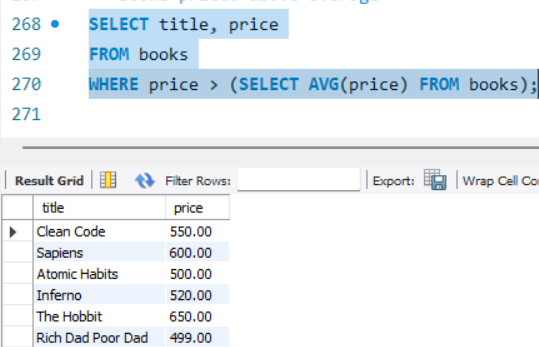 268 SELECT title, price
269 FROM books
270 WHERE price > (SELECT AVG(price) FROM books);
271
Result Grid Filter Rows: Export: Wrap Cell
title price
Clean Code 550.00
Sapiens 600.00
Atomic Habits 500.00
Inferno 520.00
The Hobbit 650.00
Rich Dad Poor Dad 499.00